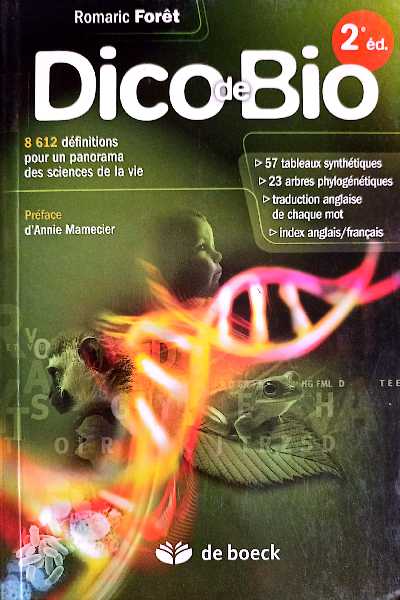 Romaric Forêt
2e éd.
Dico de Bio
8 612 définitions
pour un panorama
des sciences de la vie
57 tableaux synthétiques
23 arbres phylogénétiques
traduction anglaise
de chaque mot
index anglais/français
Préface
d'Annie Mamecier
de boeck